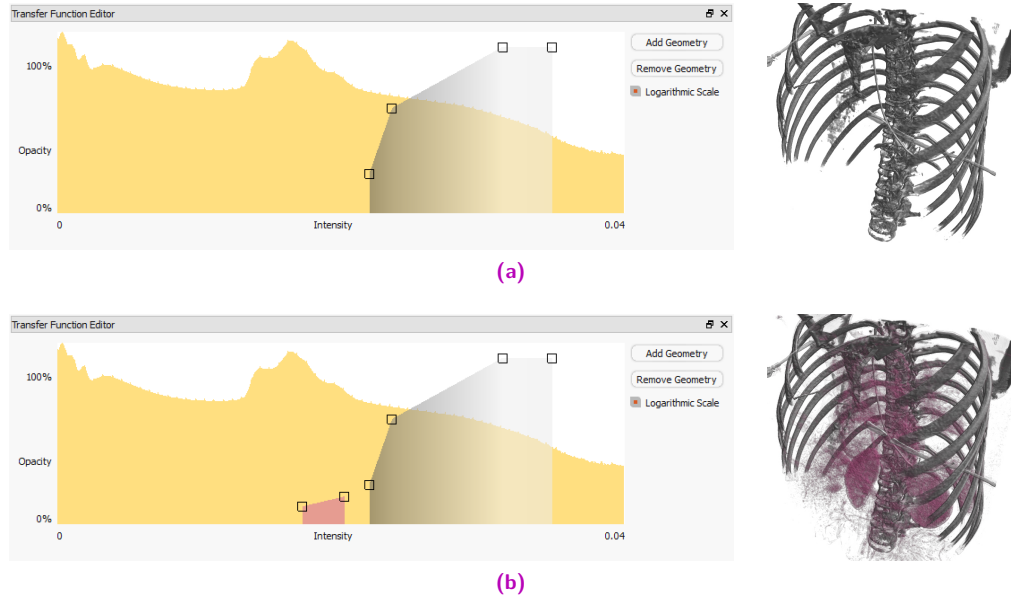 Transfer Function Editor
100%
Add Geometry
Remove Geometry
Logarithmic Scale
Opacity
0%
0 Intensity 0.04
(a)
Transfer Function Editor
100%
Add Geometry
Remove Geometry
Logarithmic Scale
Opacity
0%
0 Intensity 0.04
(b)